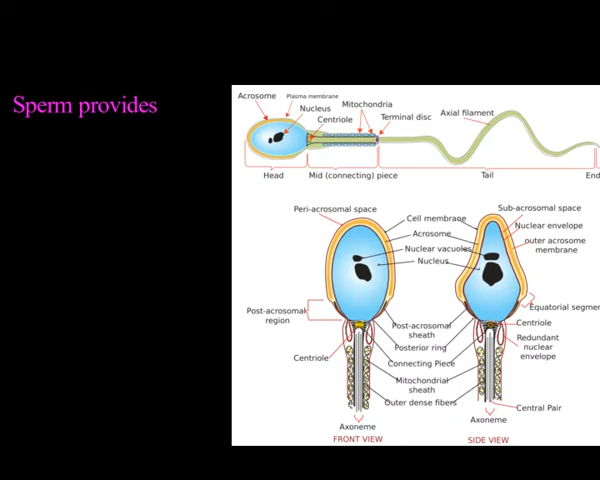 Sperm provides
Acrosome
Plasma membrane
Nucleus
Mitochondria
Centriole
Terminal disc
Axial filament
Head
Mid (connecting) piece
Tail
End
Peri-acrosomal space
Sub-acrosomal space
Cell membrane
Nuclear envelope
Acrosome
outer acrosome
membrane
Nuclear vacuoles
Nucleus
Post-acrosomal
region
Equatorial segmen
Post-acrosomal
sheath
Centriole
Posterior ring
Redundant
nuclear
envelope
Centriole
Connecting Piece
Mitochondrial
sheath
Outer dense fibers
Central Pair
Axoneme
Axoneme
FRONT VIEW
SIDE VIEW